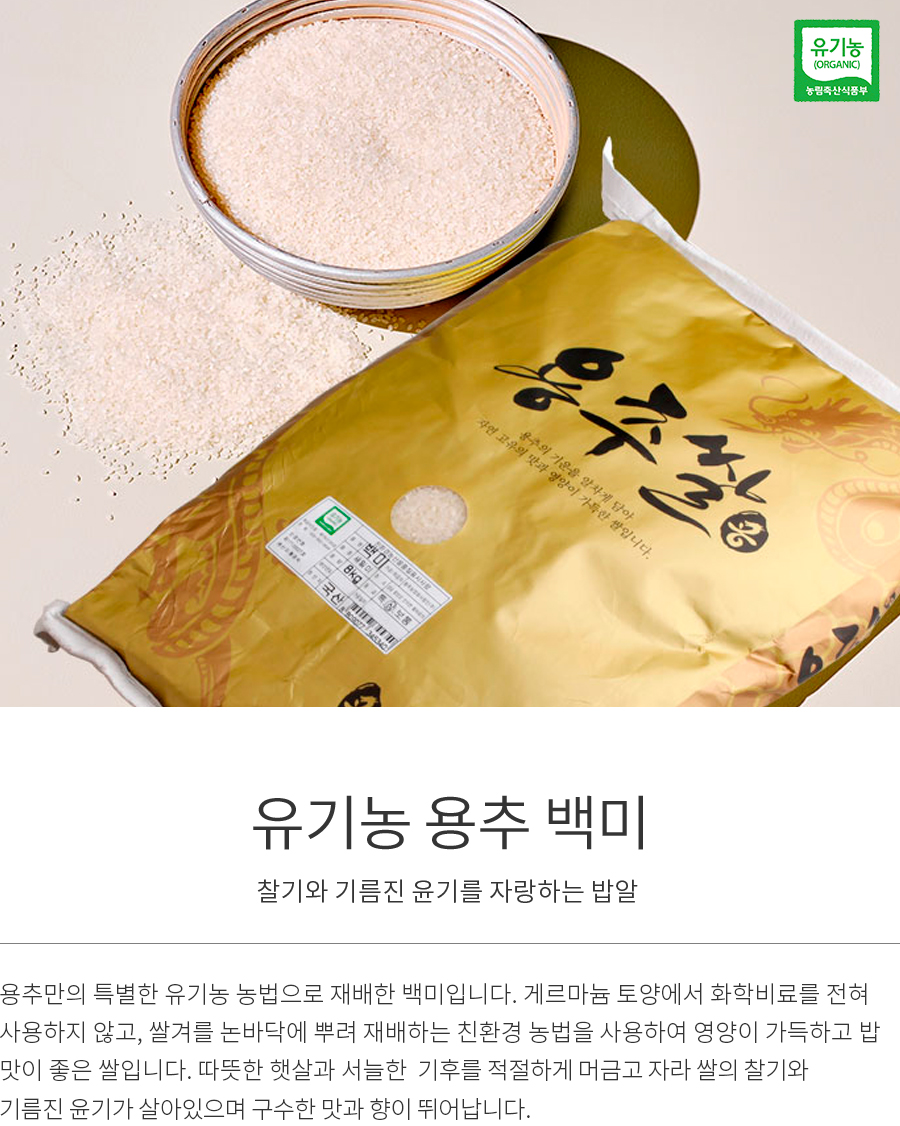 유기농
(ORGANIC)
농림축산식품부
용추쌀
용추의 기운을 알차게 담아
자연 고유의 맛과 영양이 가득한 쌀입니다.
백미
8kg
국산
유기농 용추 백미
찰기와 기름진 윤기를 자랑하는 밥알
용추만의 특별한 유기농 농법으로 재배한 백미입니다. 게르마늄 토양에서 화학비료를 전혀
사용하지 않고, 쌀겨를 논바닥에 뿌려 재배하는 친환경 농법을 사용하여 영양이 가득하고 밥
맛이 좋은 쌀입니다. 따뜻한 햇살과 서늘한 기후를 적절하게 머금고 자라 쌀의 찰기와
기름진 윤기가 살아있으며 구수한 맛과 향이 뛰어납니다.